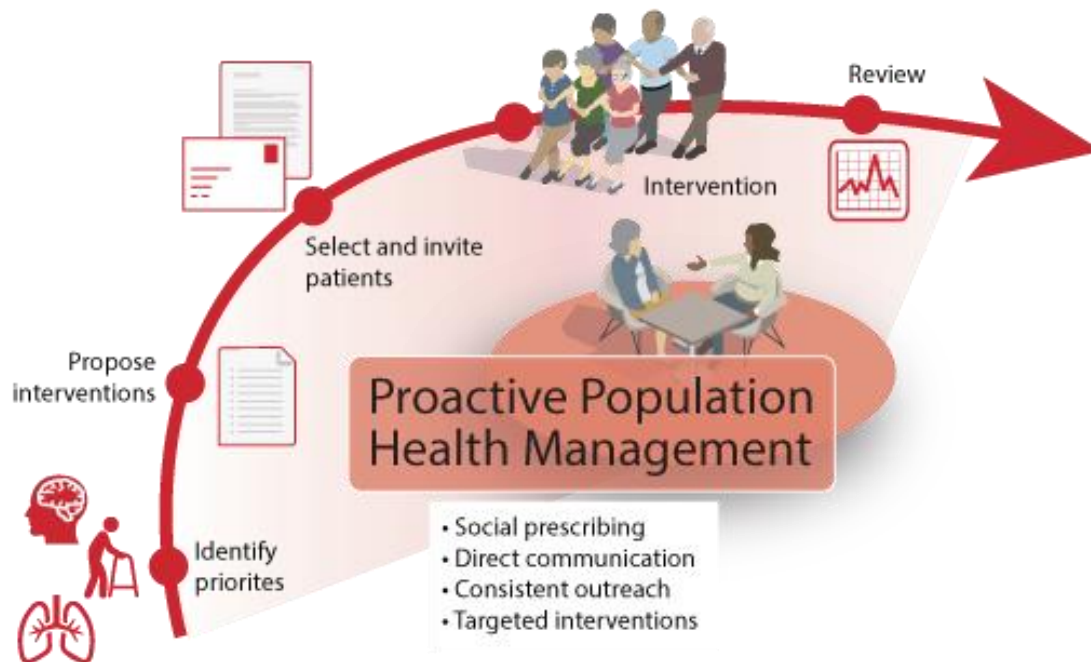 Review
Intervention
Select and invite
patients
Propose
interventions
Identify
priorites
Proactive Population
Health Management
• Social prescribing
• Direct communication
• Consistent outreach
• Targeted interventions